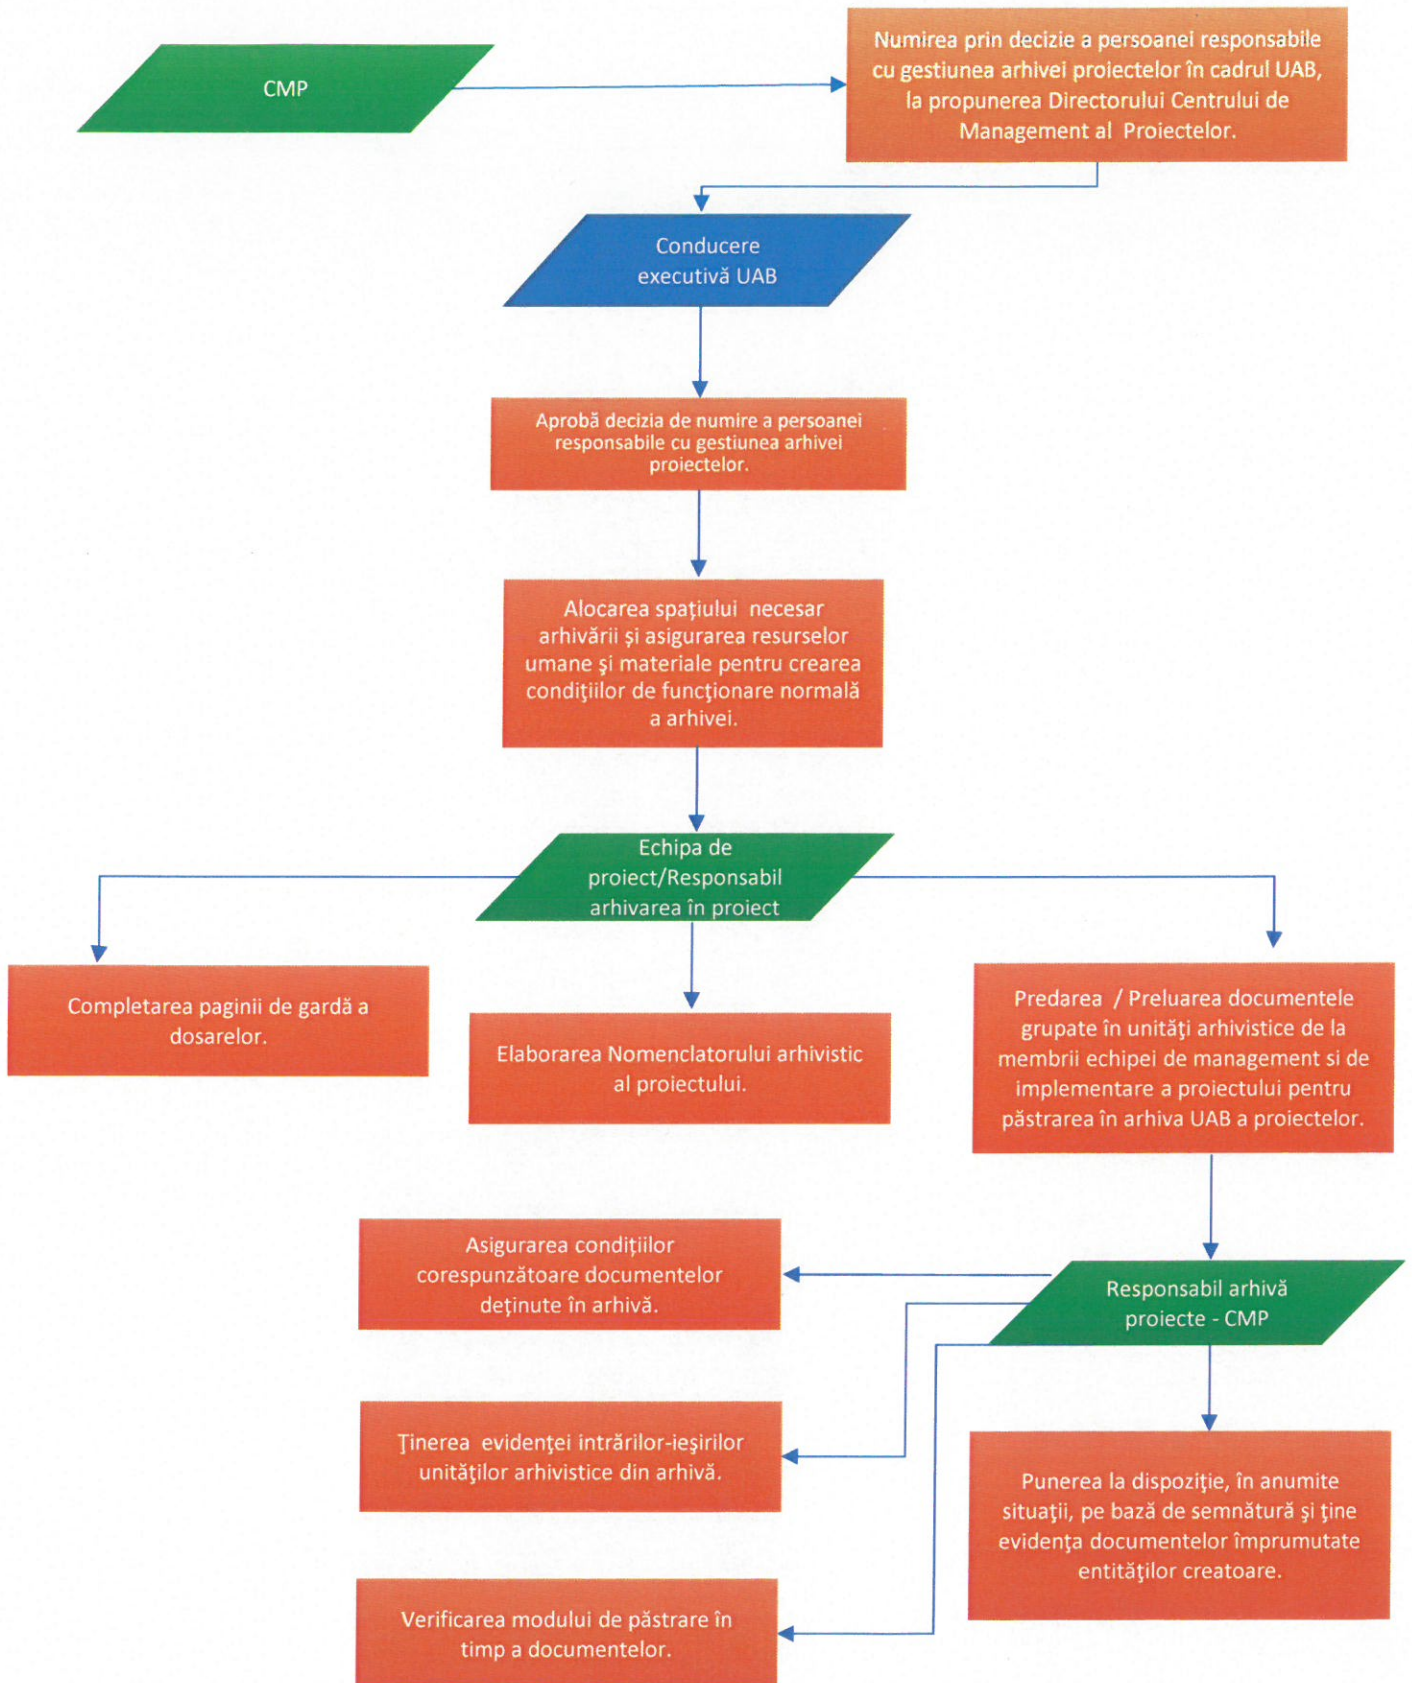 CMP
Numirea prin decizie a persoanei responsabile
cu gestiunea arhivei proiectelor în cadrul UAB,
la propunerea Directorului Centrului de
Management al Proiectelor.
Conducere
executivă UAB
Aprobă decizia de numire a persoanei
responsabile cu gestiunea arhivei
proiectelor.
Alocarea spațiului necesar
arhivării și asigurarea resurselor
umane şi materiale pentru crearea
condiţiilor de funcţionare normală
a arhivei.
Echipa de
proiect/Responsabil
arhivarea în proiect
Completarea paginii de gardă a
dosarelor.
Elaborarea Nomenclatorului arhivistic
al proiectului.
Predarea / Preluarea documentele
grupate în unităţi arhivistice de la
membrii echipei de management si de
implementare a proiectului pentru
păstrarea în arhiva UAB a proiectelor.
Asigurarea condițiilor
corespunzătoare documentelor
deținute în arhivă.
Responsabil arhivă
proiecte - CMP
Ţinerea evidenţei intrărilor-ieşirilor
unităţilor arhivistice din arhivă.
Punerea la dispoziţie, în anumite
situaţii, pe bază de semnătură şi ţine
evidenţa documentelor împrumutate
entităţilor creatoare.
Verificarea modului de păstrare în
timp a documentelor.